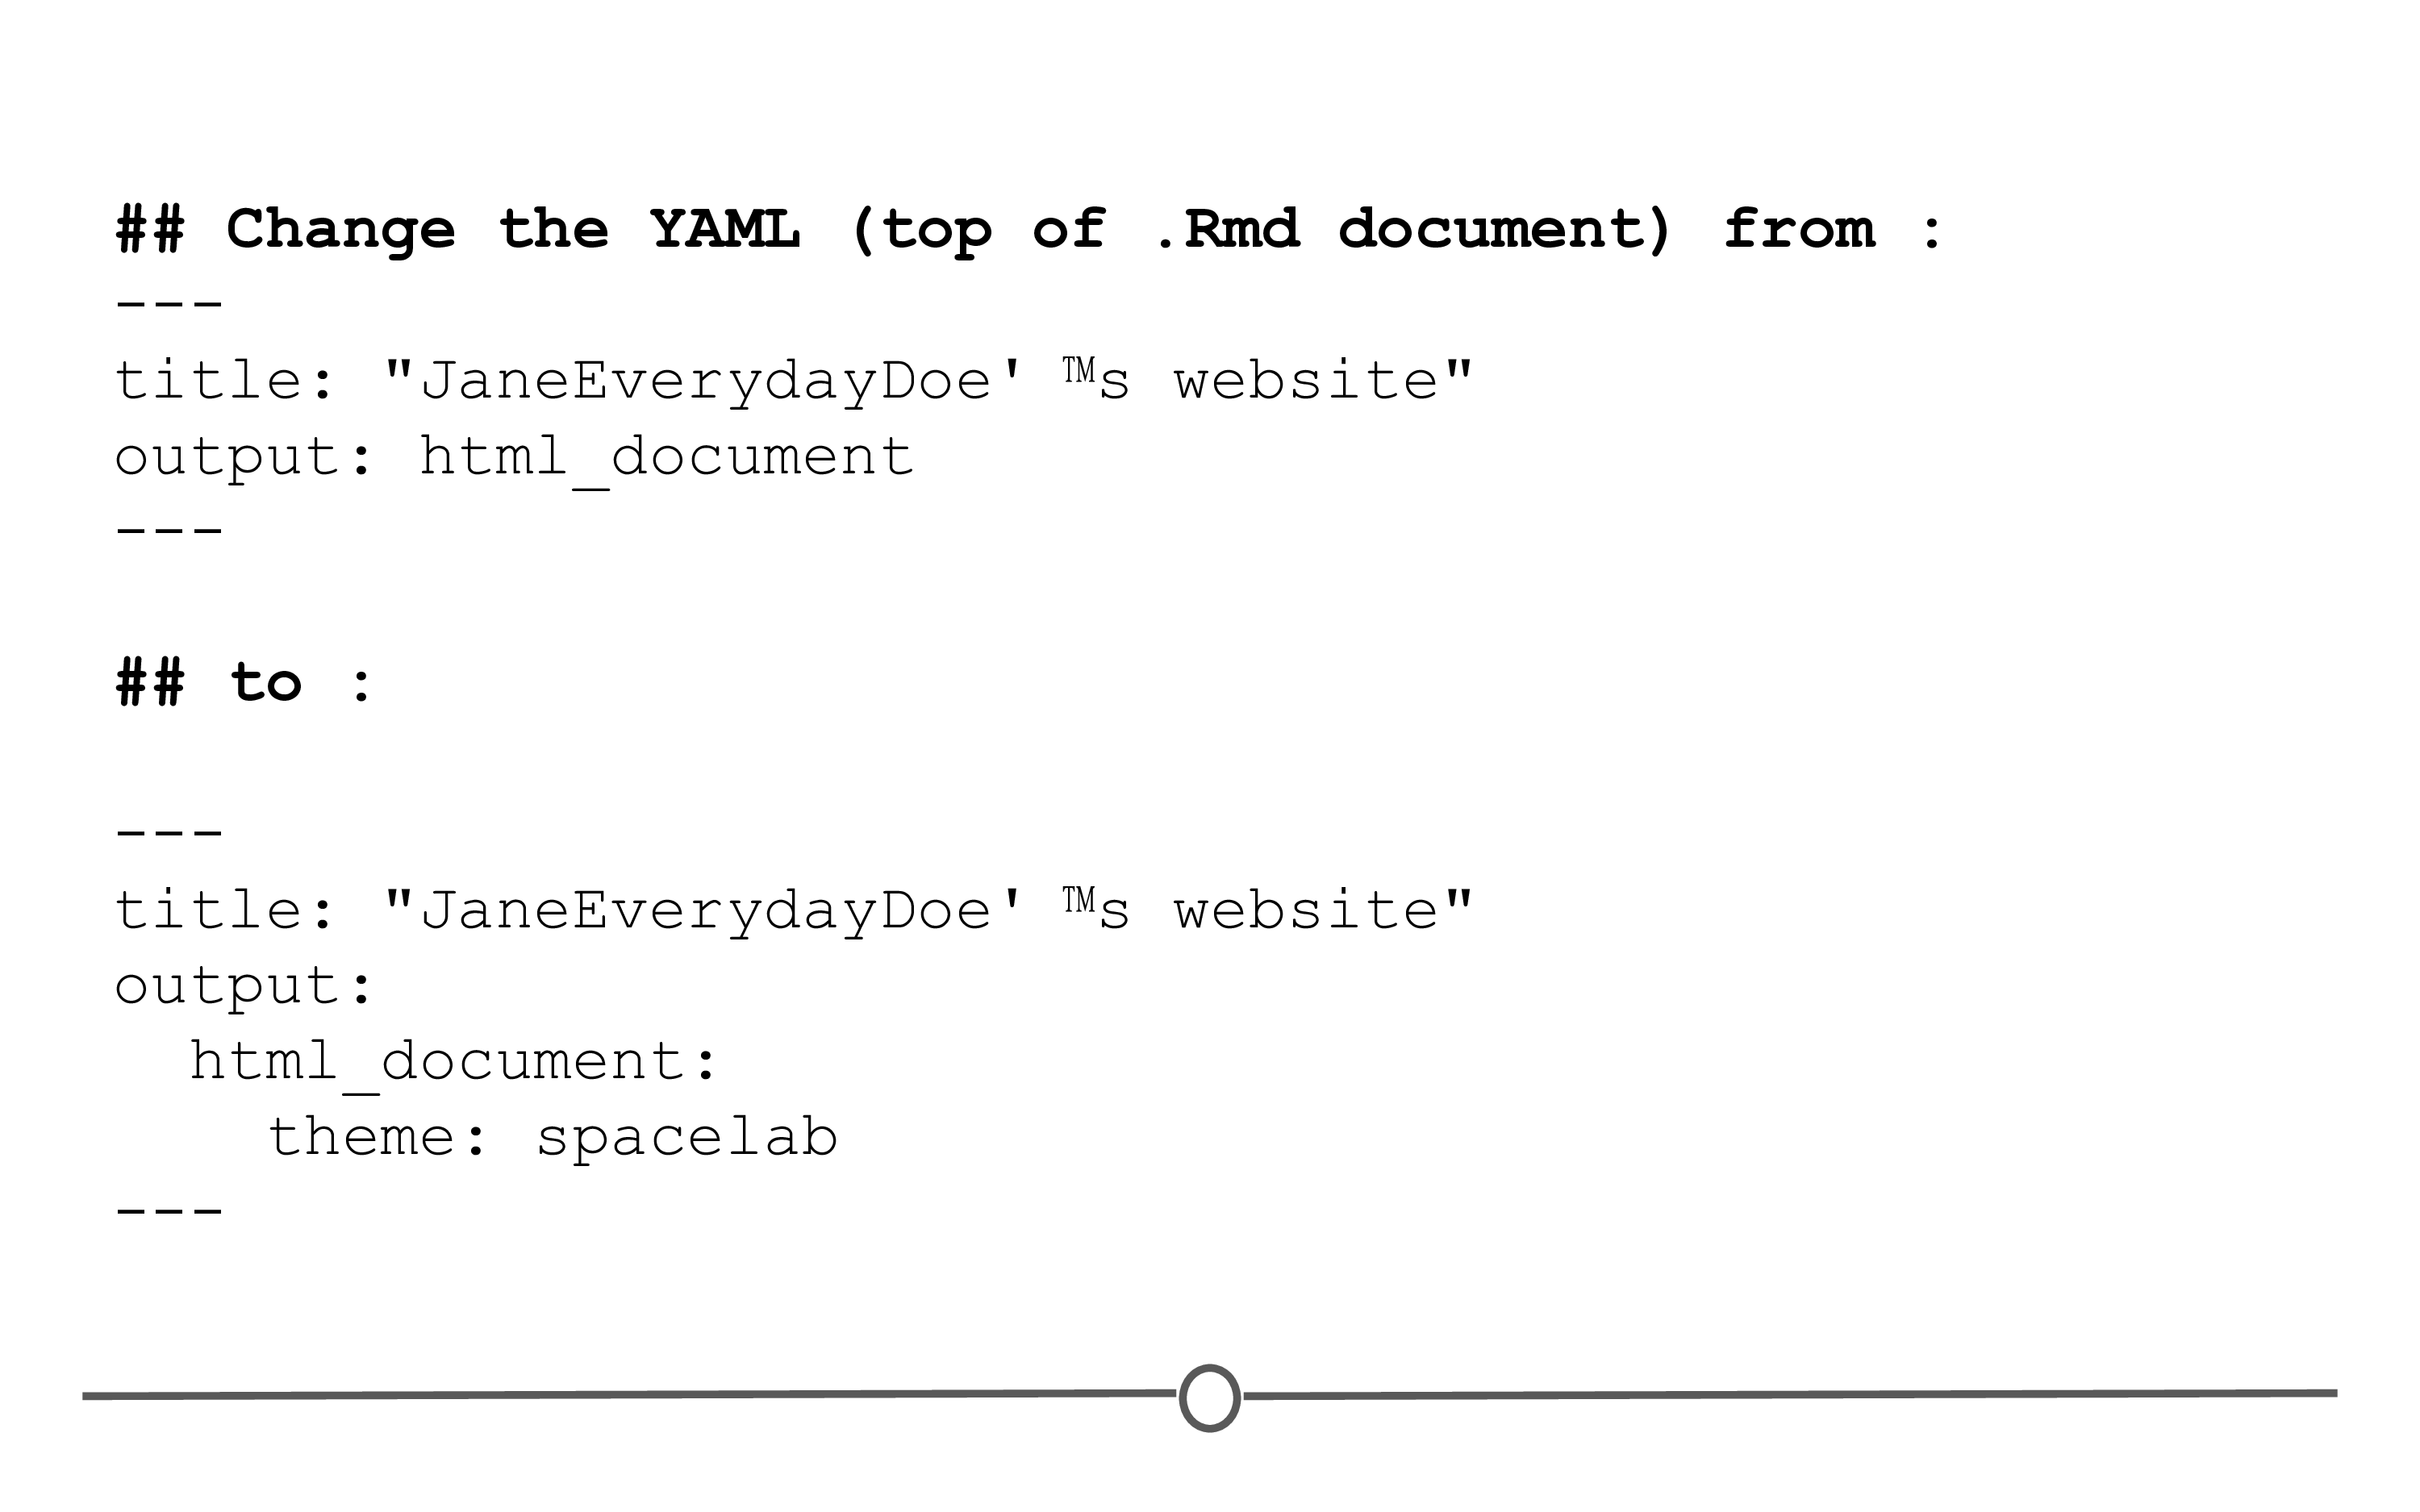 ## Change the YAML (top of .Rmd document) from :
---
title: "JaneEverydayDoe' ™s website"
output: html_document
---
## to :
---
title: "JaneEverydayDoe' ™s website"
output:
  html_document:
    theme: spacelab
---